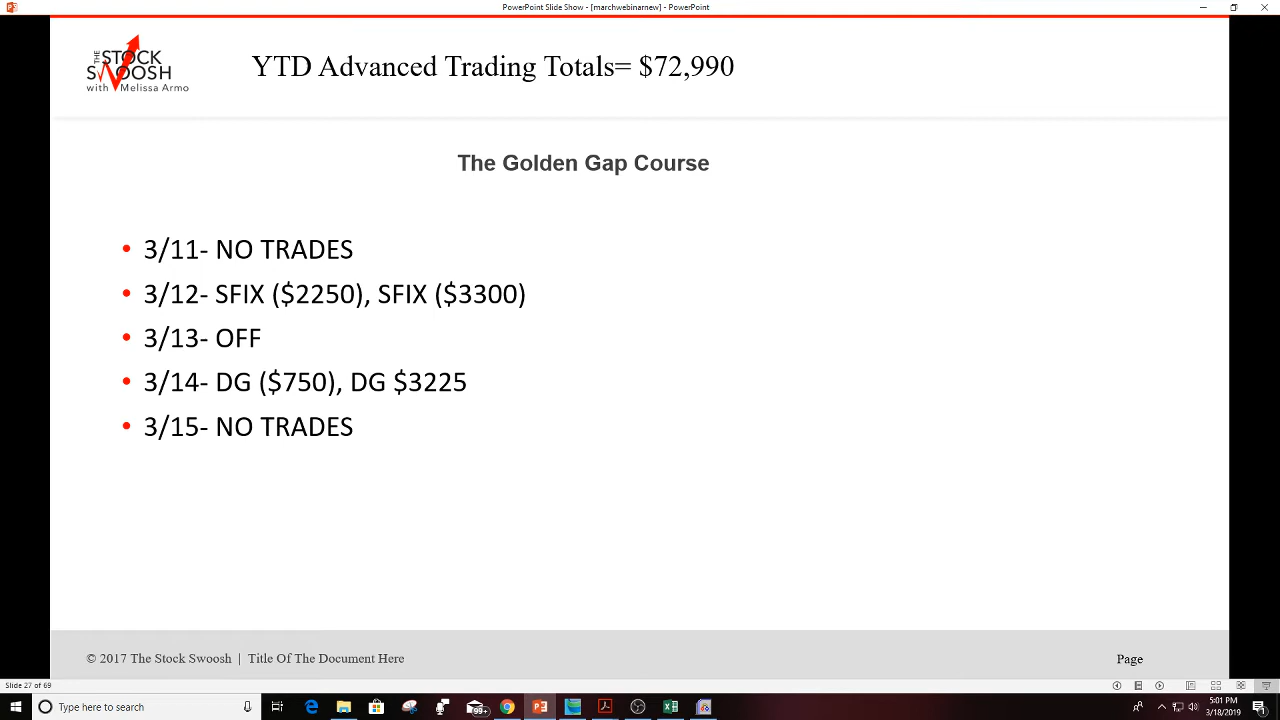 PowerPoint Slide Show - [marchwebinarnew] - PowerPoint
THE
STOCK
SWOOSH
with Melissa Armo
YTD Advanced Trading Totals= $72,990
The Golden Gap Course
• 3/11- NO TRADES
• 3/12- SFIX ($2250), SFIX ($3300)
• 3/13- OFF
• 3/14- DG ($750), DG $3225
• 3/15- NO TRADES
© 2017 The Stock Swoosh | Title Of The Document Here
Page
Slide 27 of 69
Type here to search
99+
5:01 PM
3/18/2019